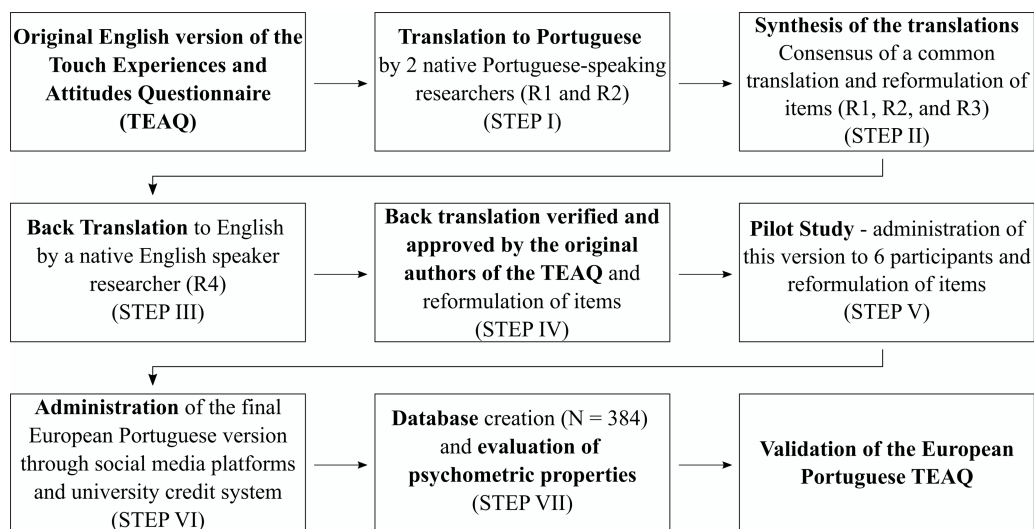 Original English version of the
Touch Experiences and
Attitudes Questionnaire
(TEAQ)
Translation to Portuguese
by 2 native Portuguese-speaking
researchers (R1 and R2)
(STEP I)
Synthesis of the translations
Consensus of a common
translation and reformulation of
items (R1, R2, and R3)
(STEP II)
Back Translation to English
by a native English speaker
researcher (R4)
(STEP III)
Back translation verified and
approved by the original
authors of the TEAQ and
reformulation of items
(STEP IV)
Pilot Study - administration of
this version to 6 participants and
reformulation of items
(STEP V)
Administration of the final
European Portuguese version
through social media platforms
and university credit system
(STEP VI)
Database creation (N = 384)
and evaluation of
psychometric properties
(STEP VII)
Validation of the European
Portuguese TEAQ